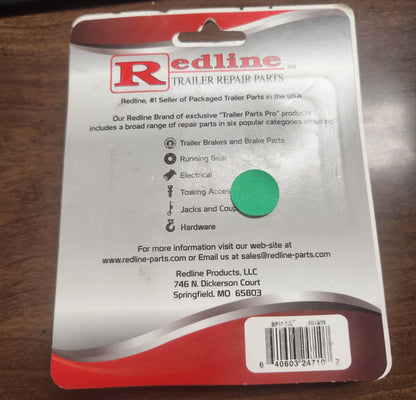 Redline
TRAILER REPAIR PARTS
Redline, #1 Seller of Packaged Trailer Parts in the USA
Our Redline Brand of exclusive "Trailer Parts Pro" products
includes a broad range of repair parts in six popular categories including:
Trailer Brakes and Brake Parts
Running Gear
Electrical
Towing Acces
Jacks and Coup
Hardware
For more information visit our web-site at
www.redline-parts.com or Email us at sales@redline-parts.com
Redline Products, LLC
746 N. Dickerson Court
Springfield, MO 65803
6 40603 24710 7